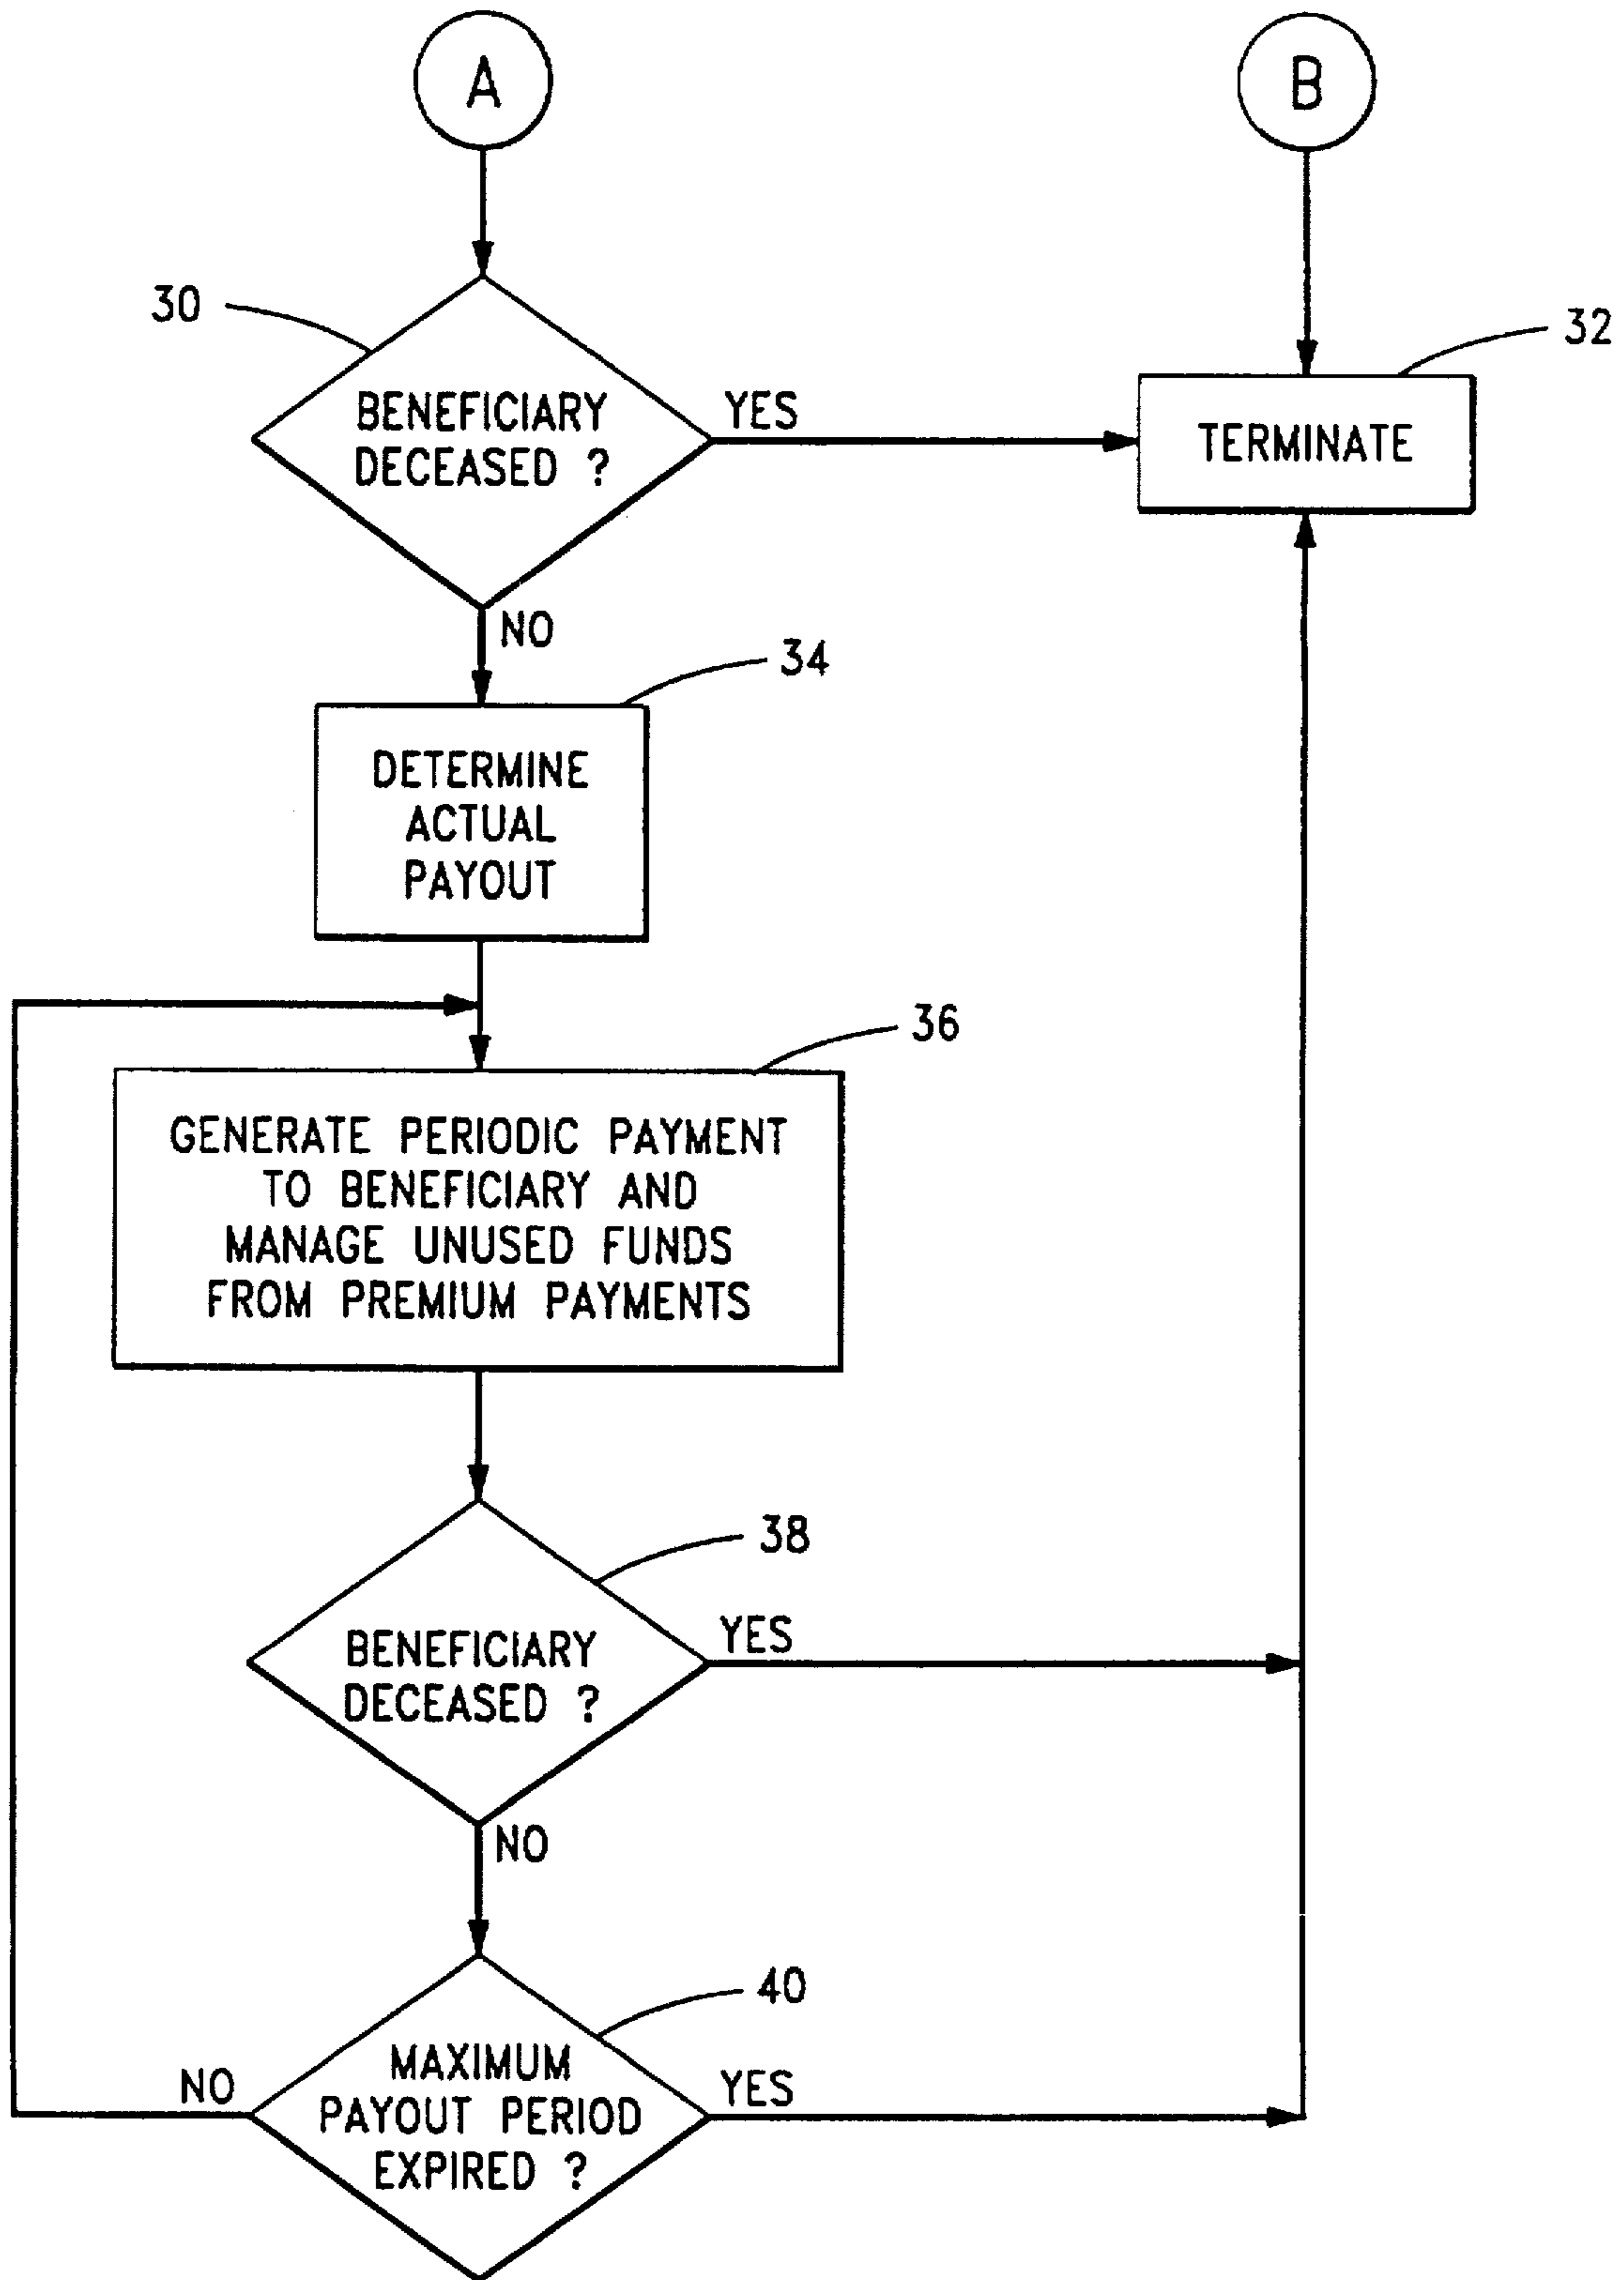 A
B
30
BENEFICIARY
DECEASED ?
YES
32
TERMINATE
NO
34
DETERMINE
ACTUAL
PAYOUT
36
GENERATE PERIODIC PAYMENT
TO BENEFICIARY AND
MANAGE UNUSED FUNDS
FROM PREMIUM PAYMENTS
38
BENEFICIARY
DECEASED ?
YES
NO
40
MAXIMUM
PAYOUT PERIOD
EXPIRED ?
NO
YES